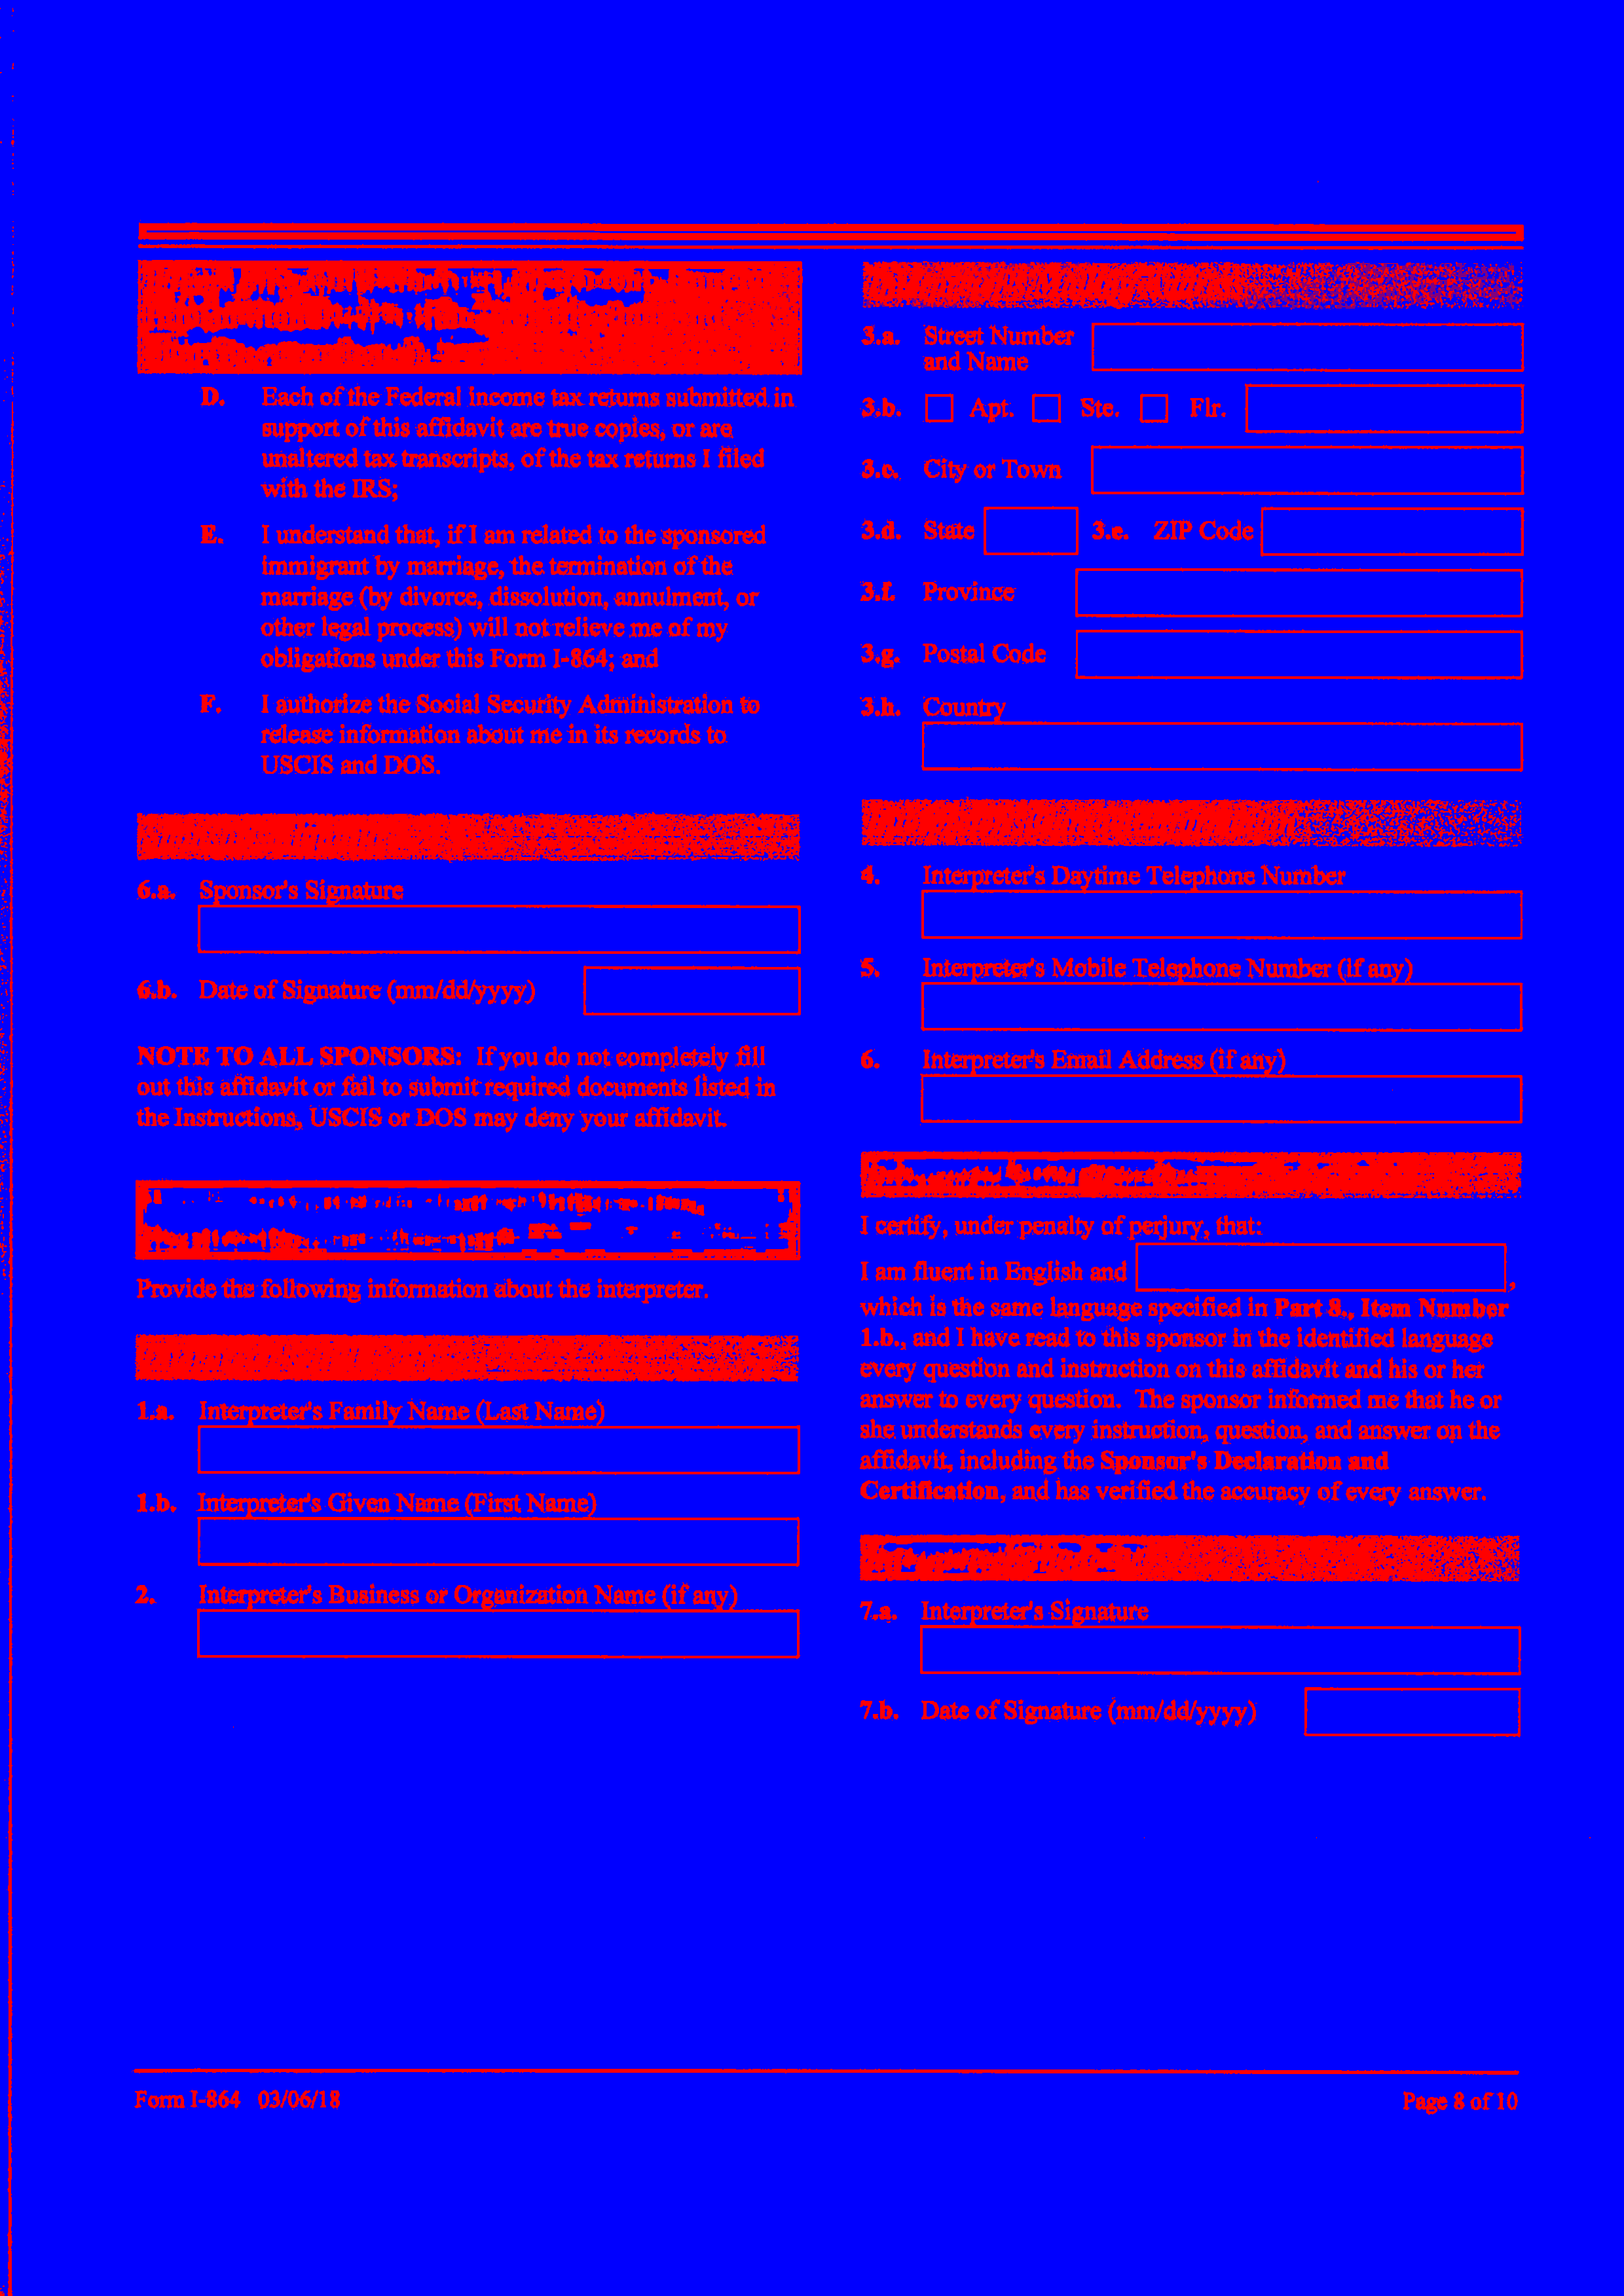 D. Each of the Federal income tax returns submitted in
support of this affidavit are true copies, or are
unaltered tax transcripts, of the tax returns I filed
with the IRS;
E. I understand that, if I am related to the sponsored
immigrant by marriage, the termination of the
marriage (by divorce, dissolution, annulment, or
other legal process) will not relieve me of my
obligations under this Form I-864; and
F. I authorize the Social Security Administration to
release information about me in its records to
USCIS and DOS.
6.a. Sponsor's Signature
6.b. Date of Signature (mm/dd/yyyy)
NOTE TO ALL SPONSORS: If you do not completely fill
out this affidavit or fail to submit required documents listed in
the Instructions, USCIS or DOS may deny your affidavit.
Provide the following information about the interpreter.
1.a. Interpreter's Family Name (Last Name)
1.b. Interpreter's Given Name (First Name)
2. Interpreter's Business or Organization Name (if any)
3.a. Street Number
and Name
3.b. Apt. Ste. Flr.
3.c. City or Town
3.d. State 3.e. ZIP Code
3.f. Province
3.g. Postal Code
3.h. Country
4. Interpreter's Daytime Telephone Number
5. Interpreter's Mobile Telephone Number (if any)
6. Interpreter's Email Address (if any)
I certify, under penalty of perjury, that:
I am fluent in English and ,
which is the same language specified in Part 8., Item Number
1.b., and I have read to this sponsor in the identified language
every question and instruction on this affidavit and his or her
answer to every question. The sponsor informed me that he or
she understands every instruction, question, and answer on the
affidavit, including the Sponsor's Declaration and
Certification, and has verified the accuracy of every answer.
7.a. Interpreter's Signature
7.b. Date of Signature (mm/dd/yyyy)
Form I-864 03/06/18
Page 8 of 10